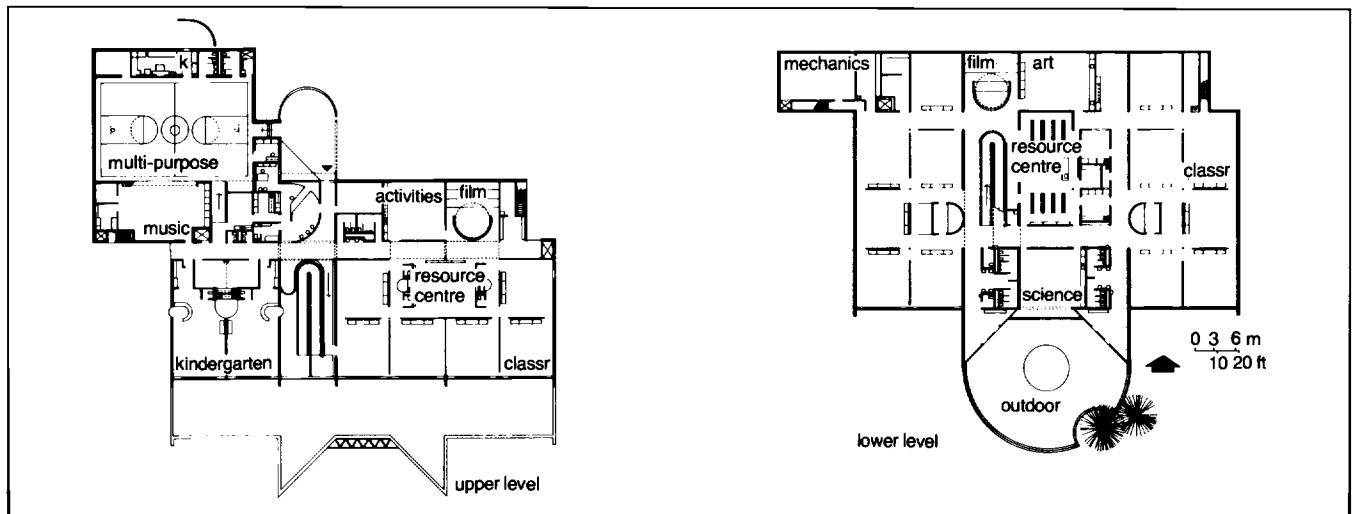 k
multi-purpose
music
activities
film
resource
centre
kindergarten
classr
upper level
mechanics
film
art
resource
centre
classr
science
outdoor
lower level
0 3 6 m
10 20 ft